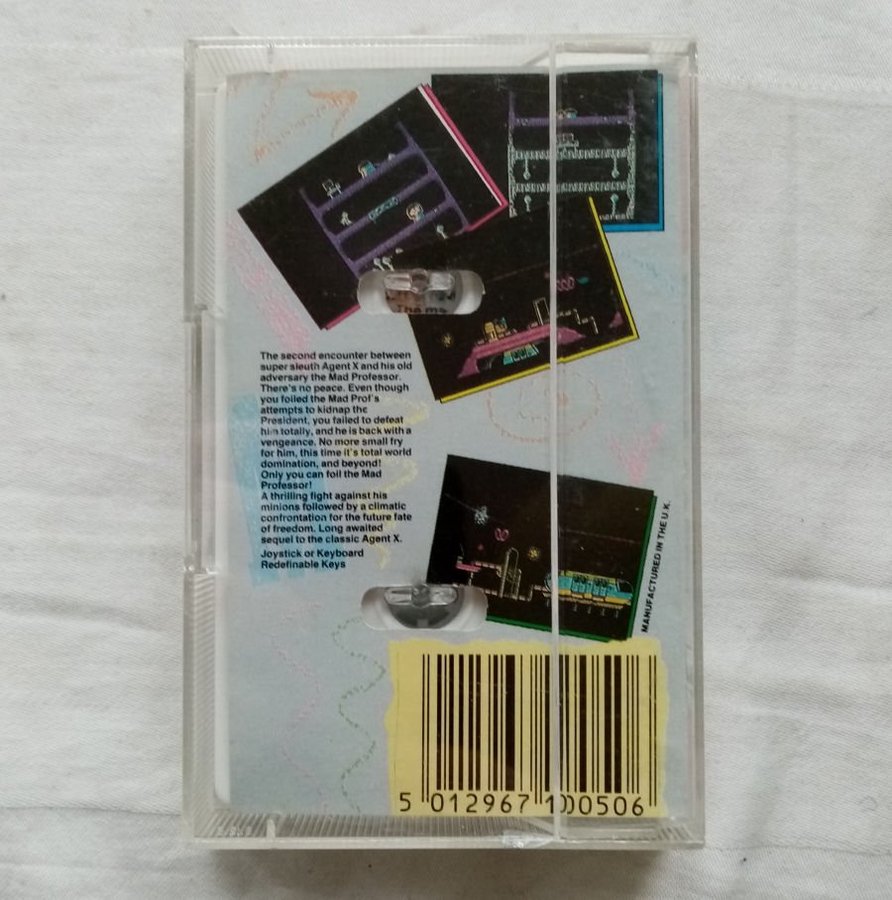 The second encounter between
super sleuth Agent X and his old
adversary the Mad Professor.
There's no peace. Even though
you foiled the Mad Prof's
attempts to kidnap the
President, you failed to defeat
him totally, and he is back with a
vengeance. No more small fry
for him, this time it's total world
domination, and beyond!
Only you can foil the Mad
Professor!
A thrilling fight against his
minions followed by a climatic
confrontation for the future fate
of freedom. Long awaited
sequel to the classic Agent X.
Joystick or Keyboard
Redefinable Keys
MANUFACTURED IN THE U.K.
5 012967 100506